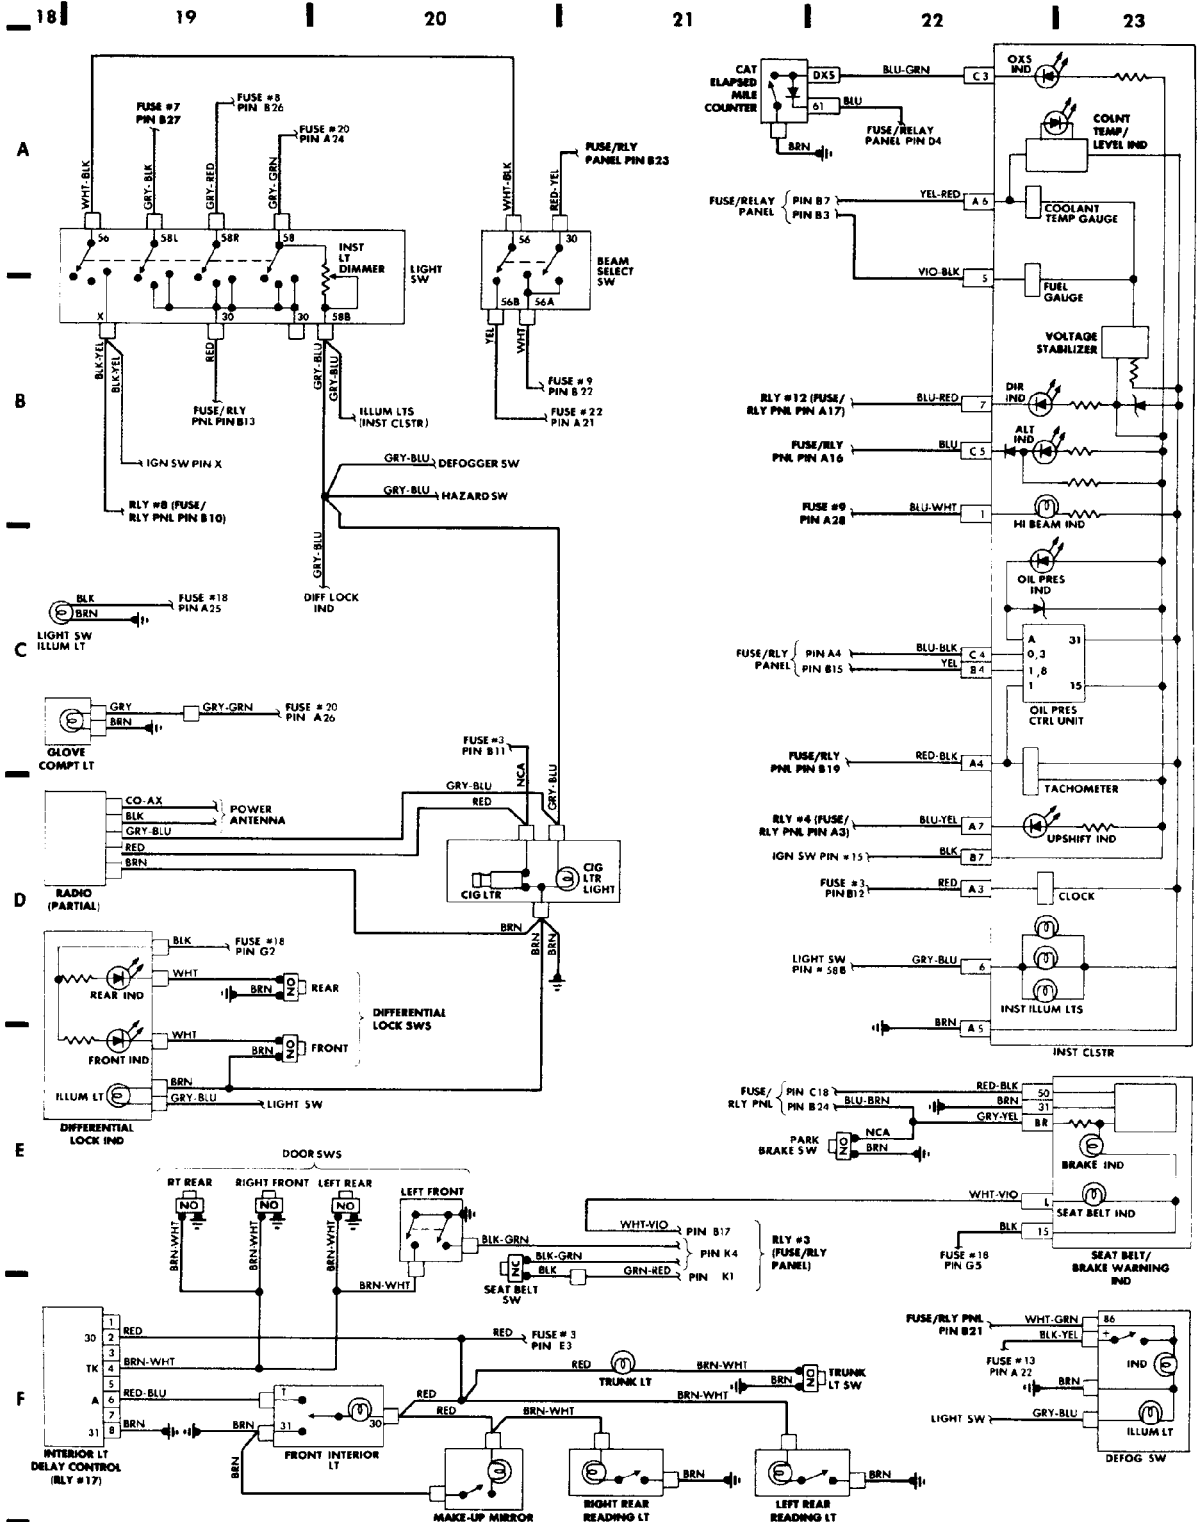 18 19 20 21 22 23
A
B
C
D
E
F
FUSE #7
PIN B27
FUSE #8
PIN B26
FUSE #20
PIN A24
WHT-BLK
GRY-BLK
GRY-RED
GRY-GRN
56
58L
58R
58
INST
LT
DIMMER
LIGHT
SW
X
30
30
58B
BLK-YEL
BLK-YEL
RED
GRY-BLU
GRY-BLU
FUSE/RLY
PNL PIN B13
ILLUM LTS
(INST CLSTR)
IGN SW PIN X
RLY #8 (FUSE/
RLY PNL PIN B10)
GRY-BLU
DEFOGGER SW
GRY-BLU
HAZARD SW
GRY-BLU
DIFF LOCK
IND
FUSE/RLY
PANEL PIN B23
WHT-BLK
RED-YEL
56
30
BEAM
SELECT
SW
56B
56A
YEL
WHT
FUSE #9
PIN B22
FUSE #22
PIN A21
BLK
BRN
FUSE #18
PIN A25
LIGHT SW
ILLUM LT
GRY
GRY-GRN
BRN
FUSE #20
PIN A26
GLOVE
COMPT LT
FUSE #3
PIN B11
NCA
GRY-BLU
CO-AX
BLK
POWER
ANTENNA
GRY-BLU
RED
BRN
GRY-BLU
RED
RADIO
(PARTIAL)
CIG LTR
CIG
LTR
LIGHT
BRN
BRN
BRN
BLK
FUSE #18
PIN G2
WHT
REAR IND
BRN
NO
REAR
DIFFERENTIAL
LOCK SWS
WHT
FRONT IND
BRN
NO
FRONT
BRN
ILLUM LT
GRY-BLU
LIGHT SW
DIFFERENTIAL
LOCK IND
DOOR SWS
RT REAR
RIGHT FRONT
LEFT REAR
LEFT FRONT
NO
NO
NO
BRN-WHT
BRN-WHT
BRN-WHT
BRN-WHT
BLK-GRN
WHT-VIO
PIN B17
PIN K4
BLK-GRN
BLK
GRN-RED
PIN K1
NC
SEAT BELT
SW
RLY #3
(FUSE/RLY
PANEL)
1
30 2
3
TK 4
5
A 6
7
31 8
RED
BRN-WHT
RED-BLU
BRN
INTERIOR LT
DELAY CONTROL
(RLY #17)
BRN
T
31
30
FRONT INTERIOR
LT
BRN
RED
FUSE #3
PIN E3
RED
BRN-WHT
TRUNK LT
BRN
NO
TRUNK
LT SW
RED
BRN-WHT
RED
BRN-WHT
MAKE-UP MIRROR
BRN
RIGHT REAR
READING LT
BRN
LEFT REAR
READING LT
CAT
ELAPSED
MILE
COUNTER
DX5
BLU-GRN
61
BLU
BRN
FUSE/RELAY
PANEL PIN D4
C3
OXS
IND
COLNT
TEMP/
LEVEL IND
FUSE/RELAY
PANEL
PIN B7
PIN B3
YEL-RED
A6
COOLANT
TEMP GAUGE
VIO-BLK
5
FUEL
GAUGE
VOLTAGE
STABILIZER
RLY #12 (FUSE/
RLY PNL PIN A17)
BLU-RED
7
DIR
IND
FUSE/RLY
PNL PIN A16
BLU
C5
ALT
IND
FUSE #9
PIN A28
BLU-WHT
1
HI BEAM IND
OIL PRES
IND
FUSE/RLY
PANEL
PIN A4
PIN B15
BLU-BLK
YEL
C4
B4
A
31
0,3
1,8
1
15
OIL PRES
CTRL UNIT
FUSE/RLY
PNL PIN B19
RED-BLK
A4
TACHOMETER
RLY #4 (FUSE/
RLY PNL PIN A3)
BLU-YEL
A7
UPSHIFT IND
IGN SW PIN #15
BLK
B7
FUSE #3
PIN B12
RED
A3
CLOCK
LIGHT SW
PIN #58B
GRY-BLU
6
INST ILLUM LTS
BRN
A5
INST CLSTR
FUSE/
RLY PNL
PIN C18
PIN B24
RED-BLK
BLU-BRN
BRN
GRY-YEL
50
31
BR
PARK
BRAKE SW
NO
NCA
BRN
BRAKE IND
WHT-VIO
L
SEAT BELT IND
BLK
15
FUSE #18
PIN G5
SEAT BELT/
BRAKE WARNING
IND
FUSE/RLY PNL
PIN B21
WHT-GRN
BLK-YEL
86
+
FUSE #13
PIN A22
IND
BRN
LIGHT SW
GRY-BLU
ILLUM LT
DEFOG SW